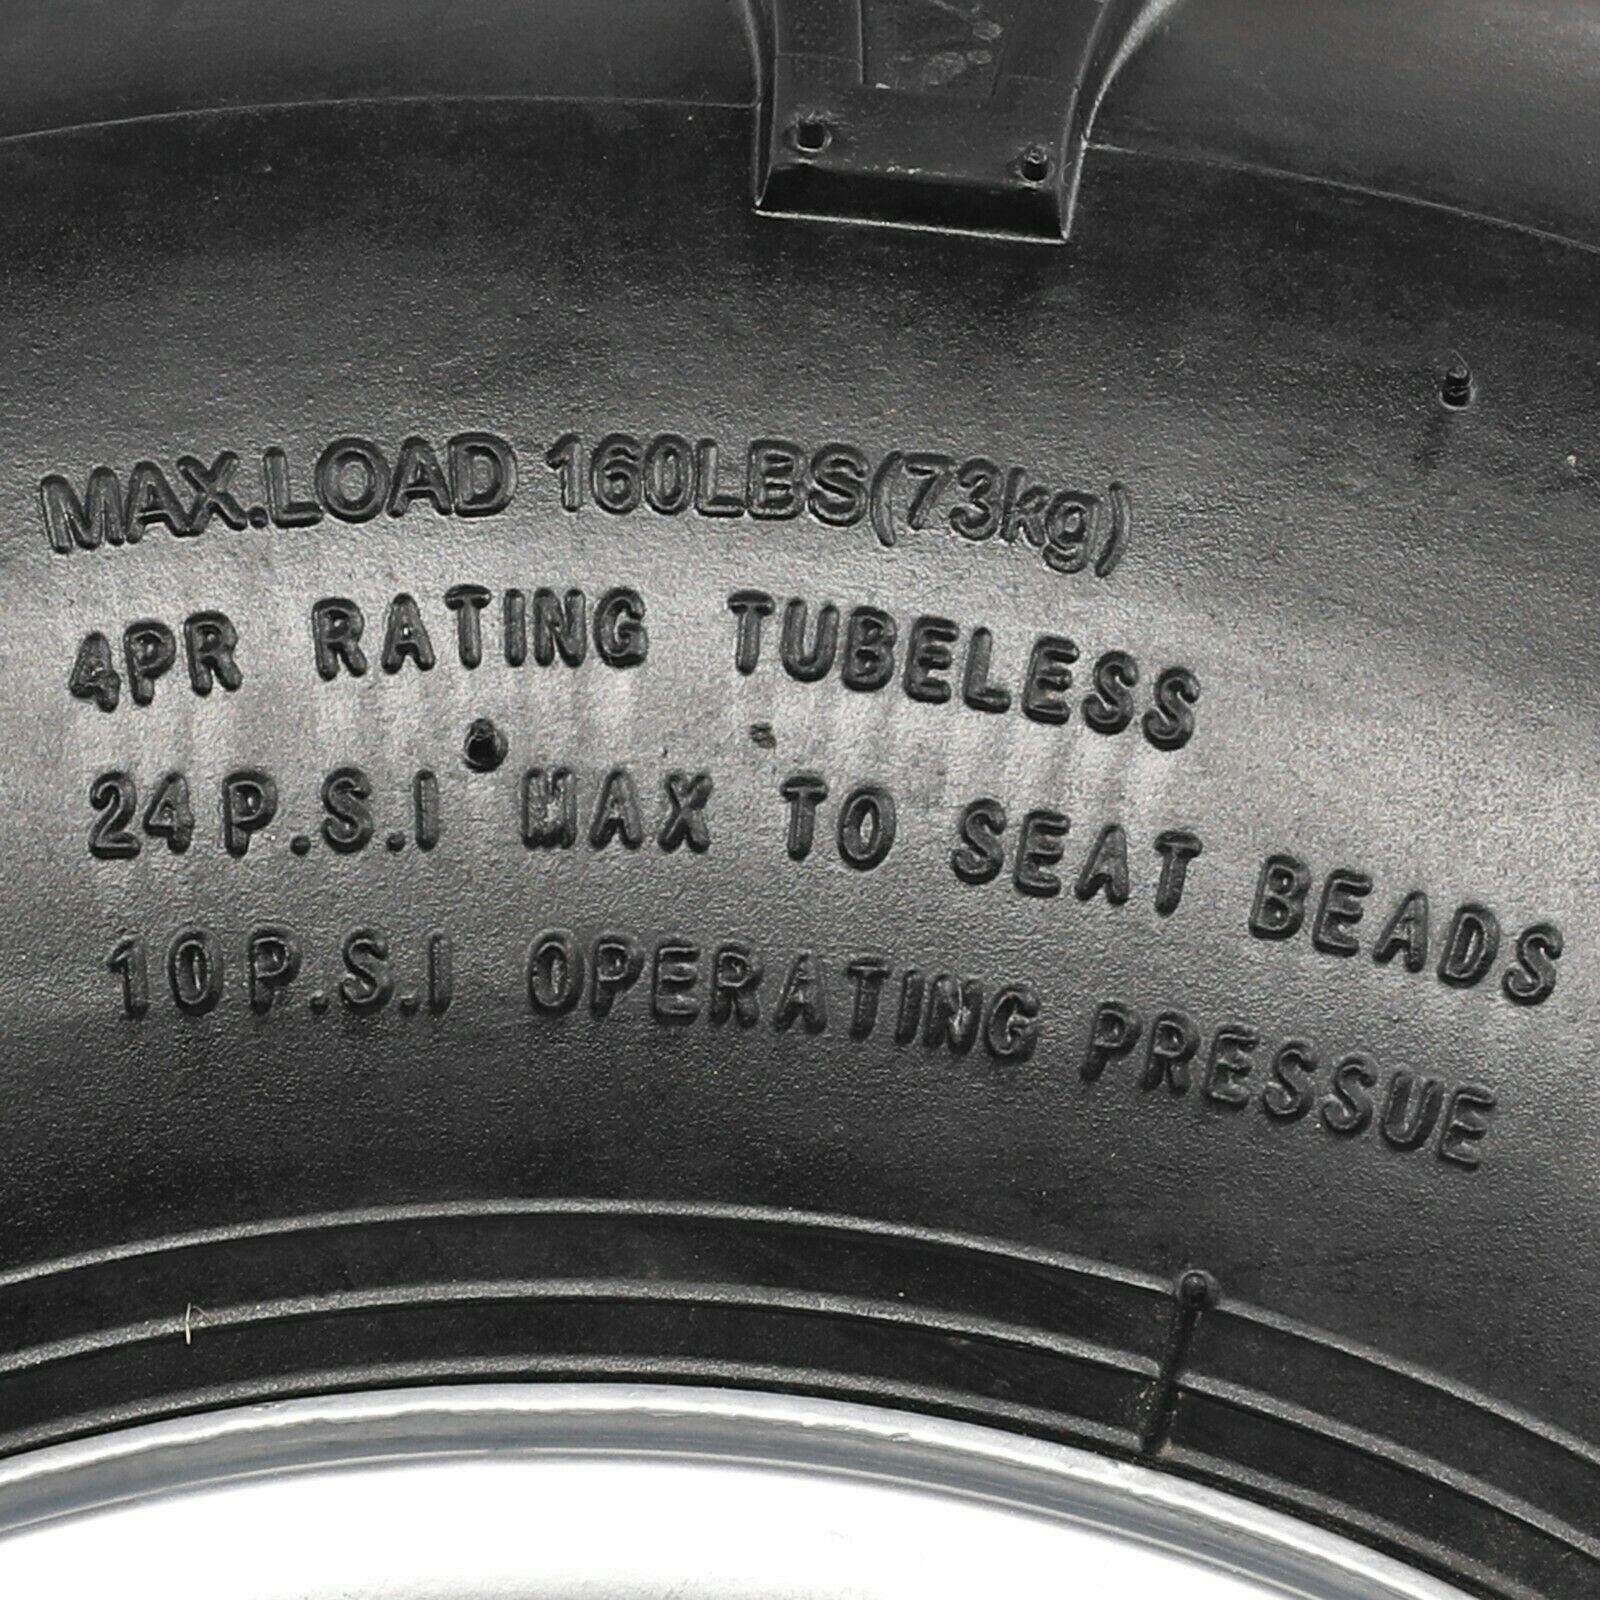 MAX.LOAD 160LBS(73kg)
4PR RATING TUBELESS
24P.S.I MAX TO SEAT BEADS
10P.S.I OPERATING PRESSUE